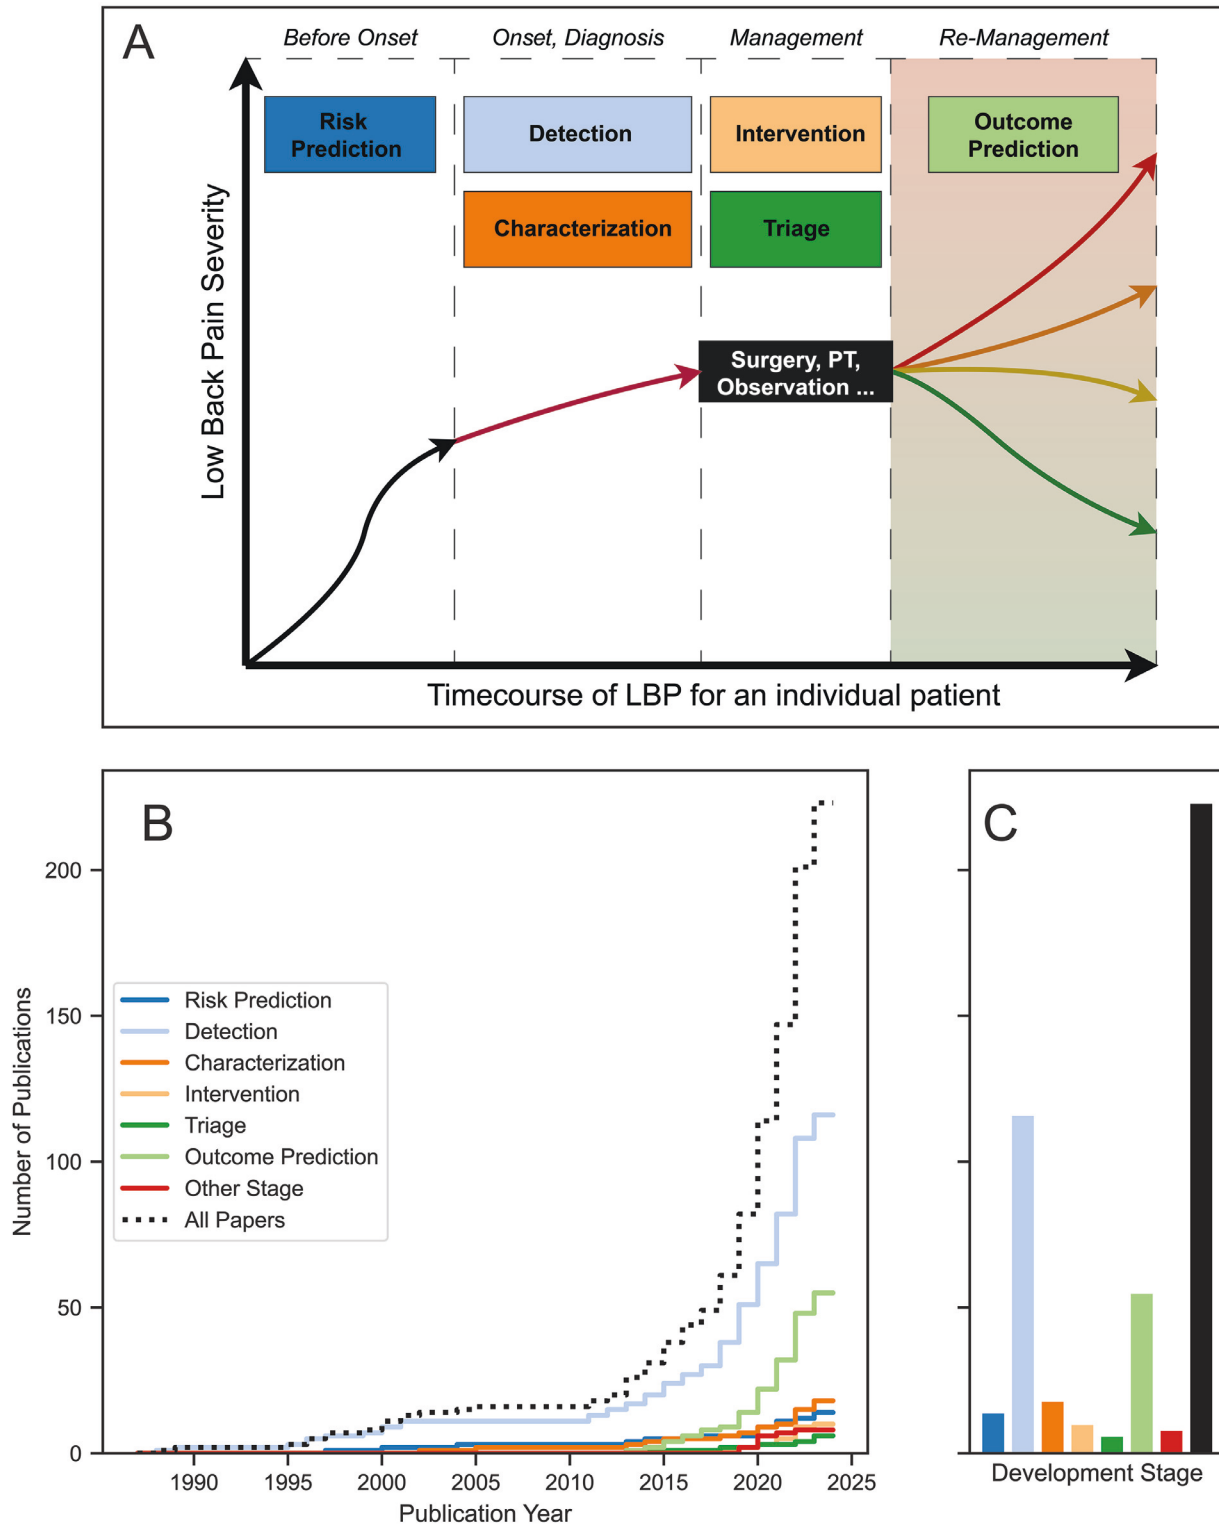 A
Before Onset
Onset, Diagnosis
Management
Re-Management
Risk
Prediction
Detection
Intervention
Outcome
Prediction
Characterization
Triage
Low Back Pain Severity
Surgery, PT,
Observation ...
Timecourse of LBP for an individual patient
B
Number of Publications
200
150
100
50
0
Risk Prediction
Detection
Characterization
Intervention
Triage
Outcome Prediction
Other Stage
All Papers
1990
1995
2000
2005
2010
2015
2020
2025
Publication Year
C
Development Stage